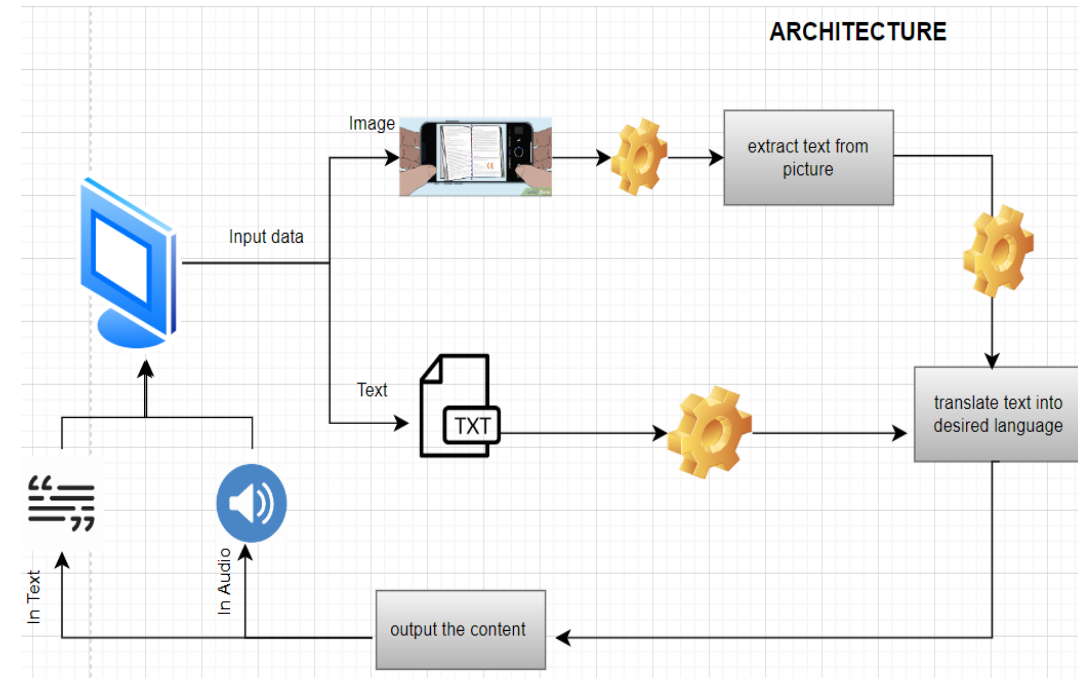 ARCHITECTURE
Image
extract text from
picture
Input data
Text
TXT
translate text into
desired language
In Text
In Audio
output the content